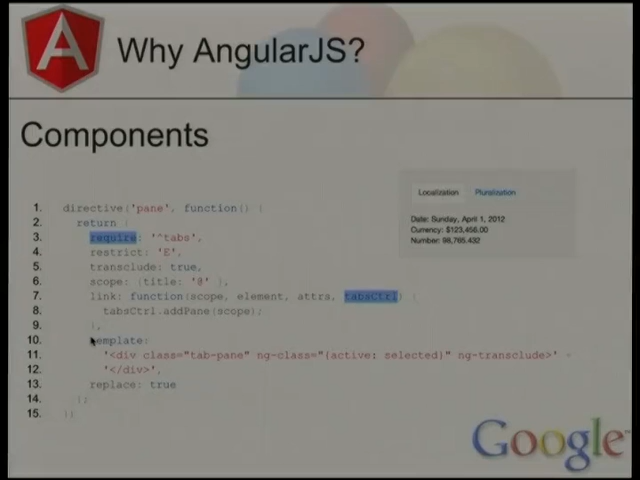 Why AngularJS?
Components
Localization Pluralization
Date: Sunday, April 1, 2012
Currency: $123,456.00
Number: 98,765.432
1. directive('pane', function() {
2. return {
3. require: '^tabs',
4. restrict: 'E',
5. transclude: true,
6. scope: {title: '@' },
7. link: function(scope, element, attrs, tabsCtrl) {
8. tabsCtrl.addPane(scope);
9. },
10. template:
11. '<div class="tab-pane" ng-class="{active: selected}" ng-transclude>' +
12. '</div>',
13. replace: true
14. };
15. })
Google